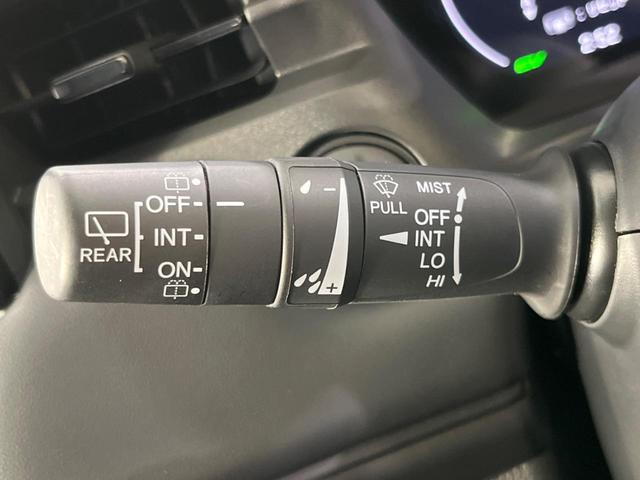 REAR
OFF
INT
ON
− 
+
PULL
MIST
OFF
INT
LO
HI